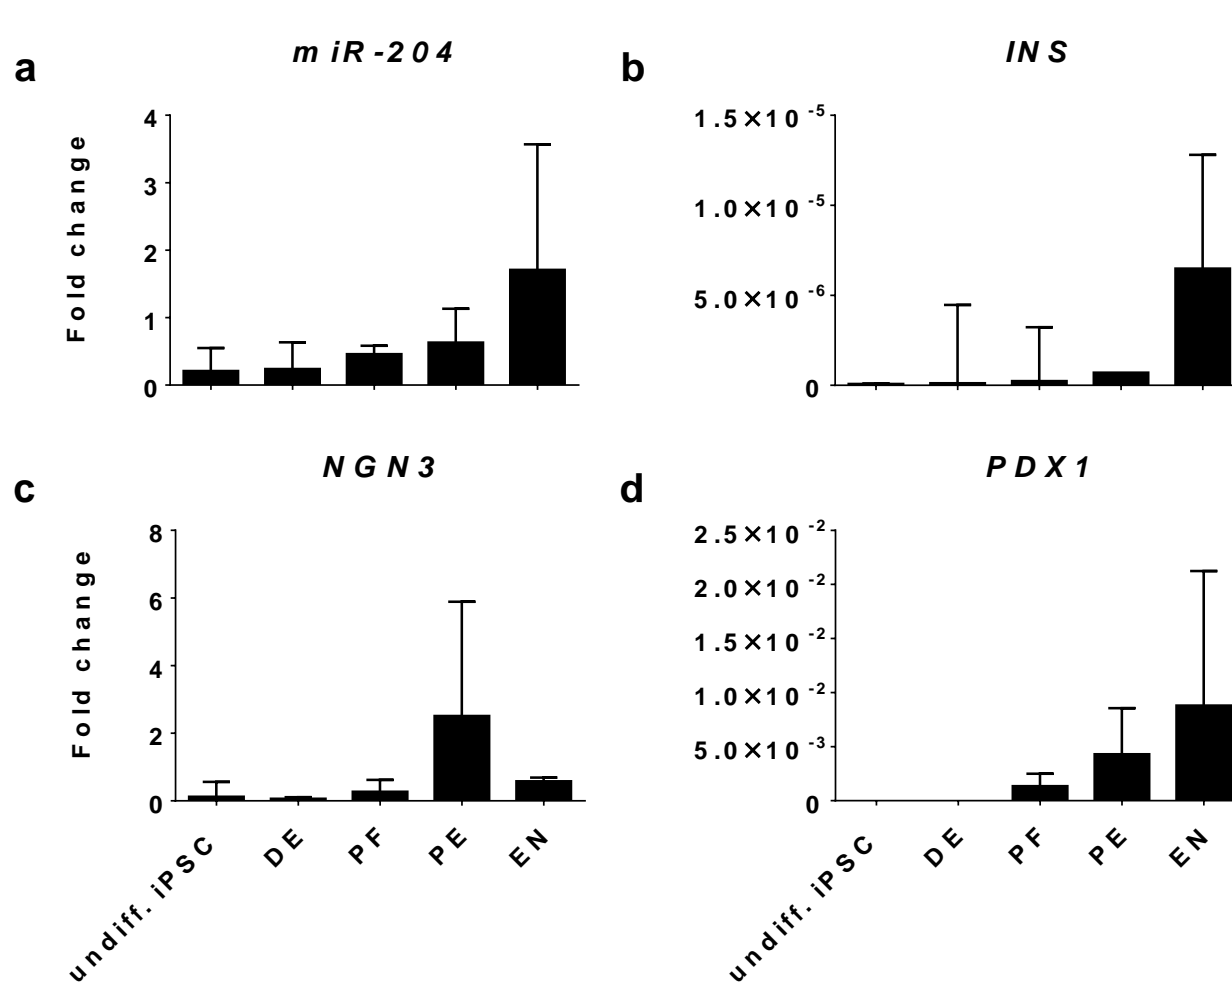 a
miR-204
Fold change
4
3
2
1
0
b
INS
1.5×10⁻⁵
1.0×10⁻⁵
5.0×10⁻⁶
0
c
NGN3
Fold change
8
6
4
2
0
undiff. iPSC
DE
PF
PE
EN
d
PDX1
2.5×10⁻²
2.0×10⁻²
1.5×10⁻²
1.0×10⁻²
5.0×10⁻³
0
undiff. iPSC
DE
PF
PE
EN